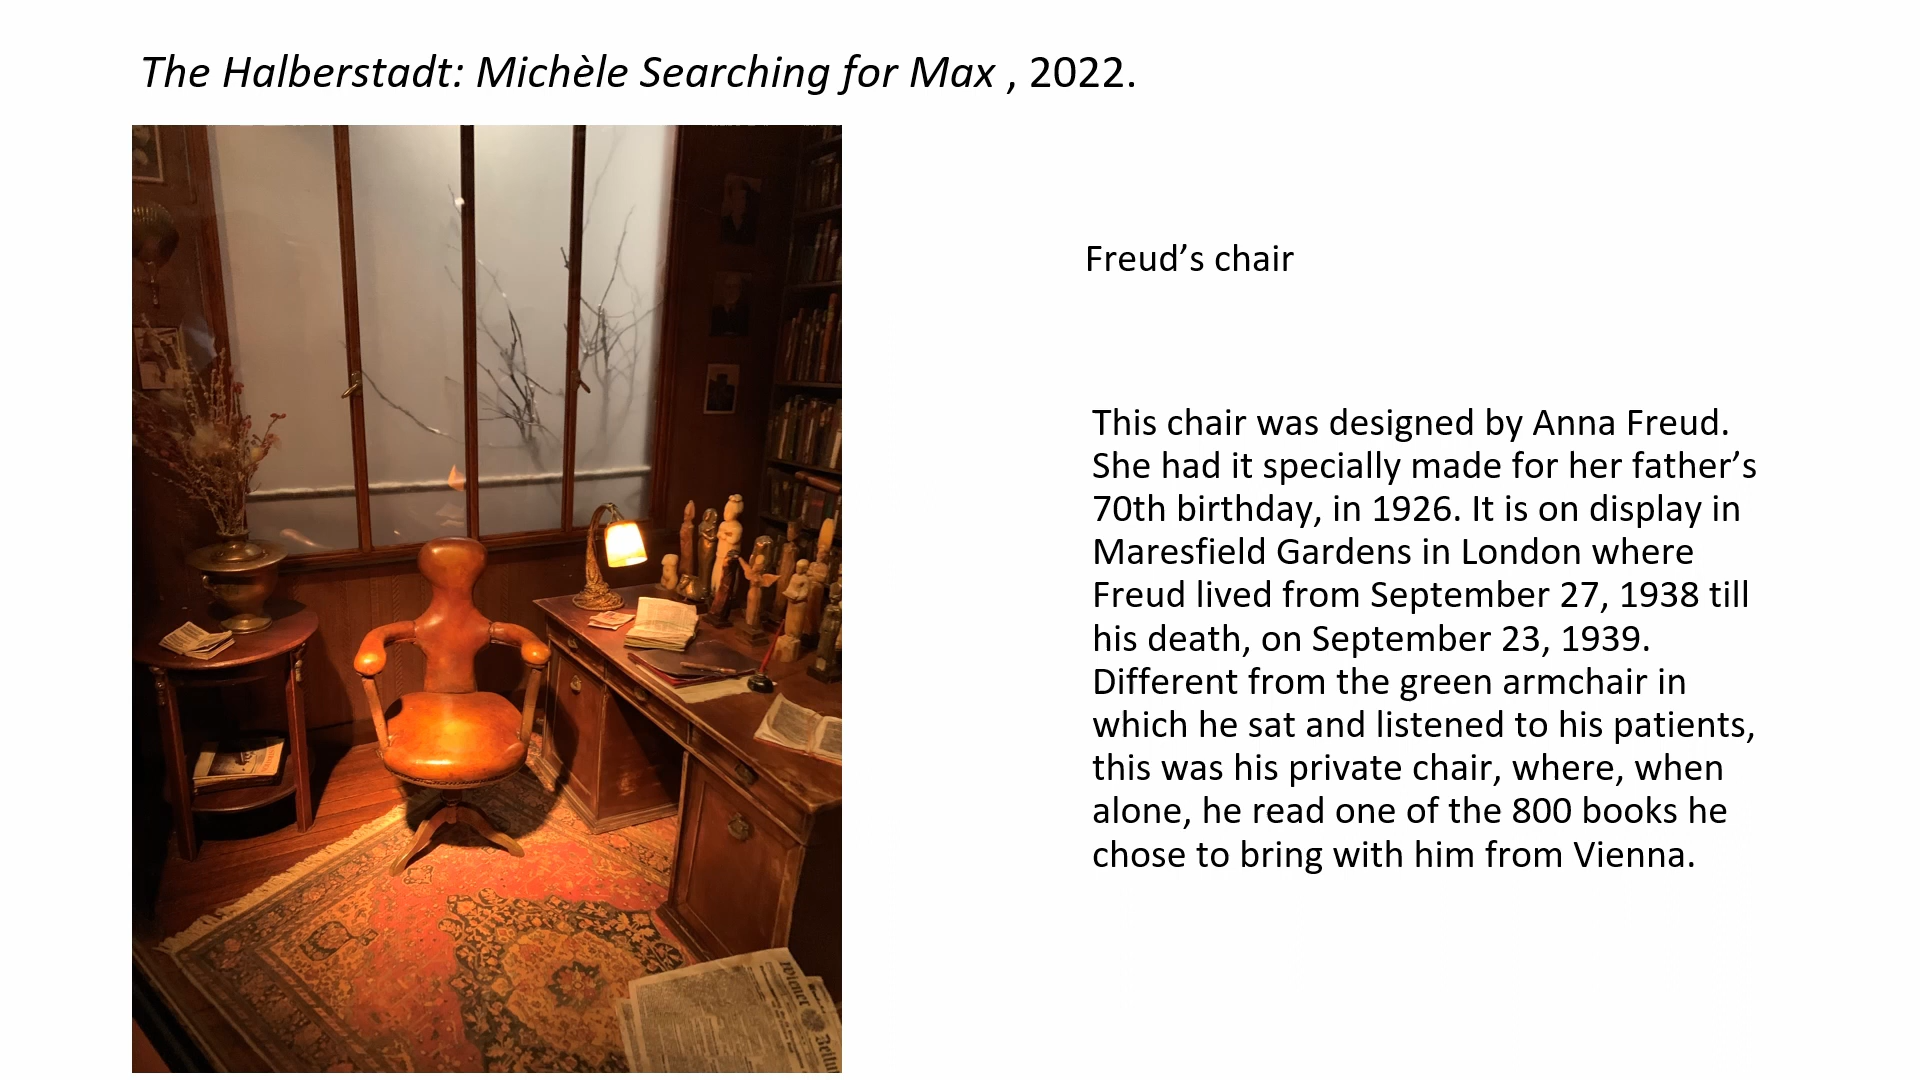 The Halberstadt: Michèle Searching for Max , 2022.
Freud’s chair
This chair was designed by Anna Freud.
She had it specially made for her father’s
70th birthday, in 1926. It is on display in
Maresfield Gardens in London where
Freud lived from September 27, 1938 till
his death, on September 23, 1939.
Different from the green armchair in
which he sat and listened to his patients,
this was his private chair, where, when
alone, he read one of the 800 books he
chose to bring with him from Vienna.
Wiener
Zeitu